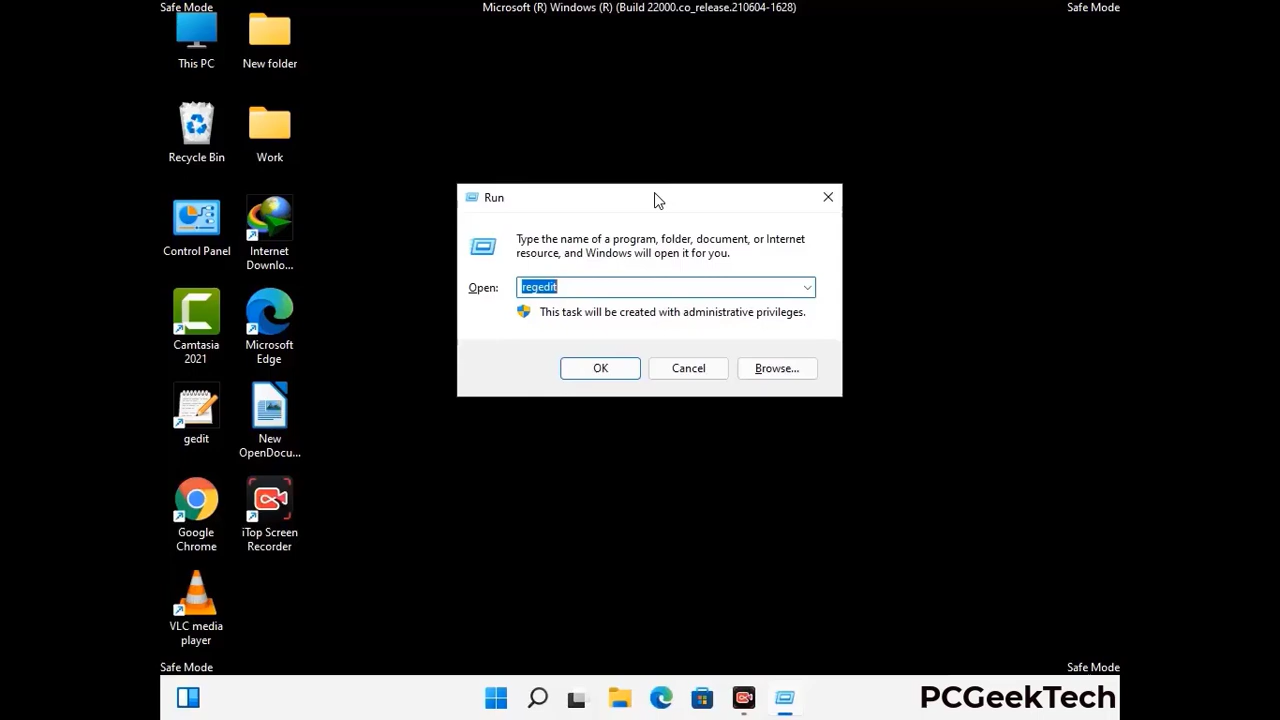 Safe Mode
Microsoft (R) Windows (R) (Build 22000.co_release.210604-1628)
Safe Mode
This PC
New folder
Recycle Bin
Work
Control Panel
Internet
Downlo...
Camtasia
2021
Microsoft
Edge
gedit
New
OpenDocu...
Google
Chrome
iTop Screen
Recorder
VLC media
player
Run
Type the name of a program, folder, document, or Internet
resource, and Windows will open it for you.
Open:
regedit
This task will be created with administrative privileges.
OK
Cancel
Browse...
Safe Mode
Safe Mode
PCGeekTech